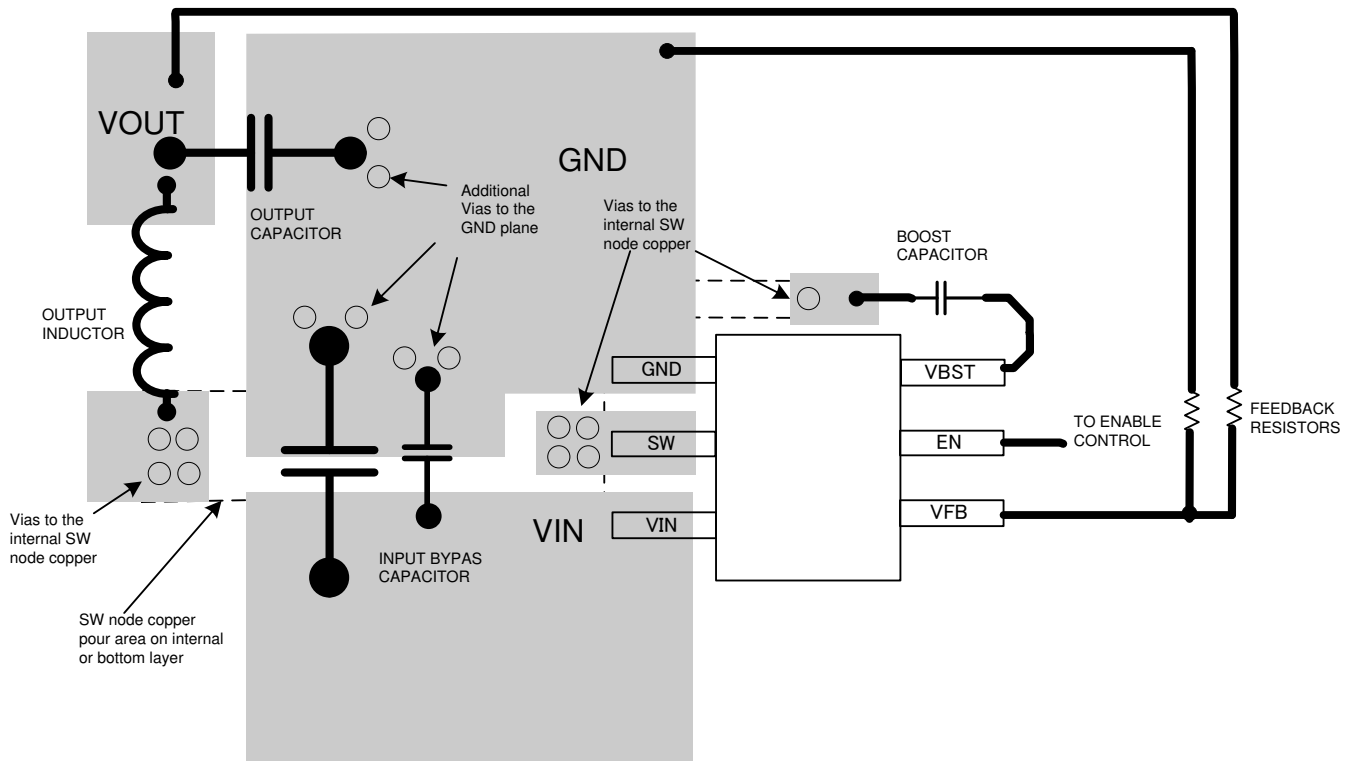 VOUT
GND
OUTPUT
CAPACITOR
Additional
Vias to the
GND plane
Vias to the
internal SW
node copper
BOOST
CAPACITOR
OUTPUT
INDUCTOR
GND
VBST
SW
EN
TO ENABLE
CONTROL
FEEDBACK
RESISTORS
VIN
VIN
VFB
Vias to the
internal SW
node copper
INPUT BYPAS
CAPACITOR
SW node copper
pour area on internal
or bottom layer